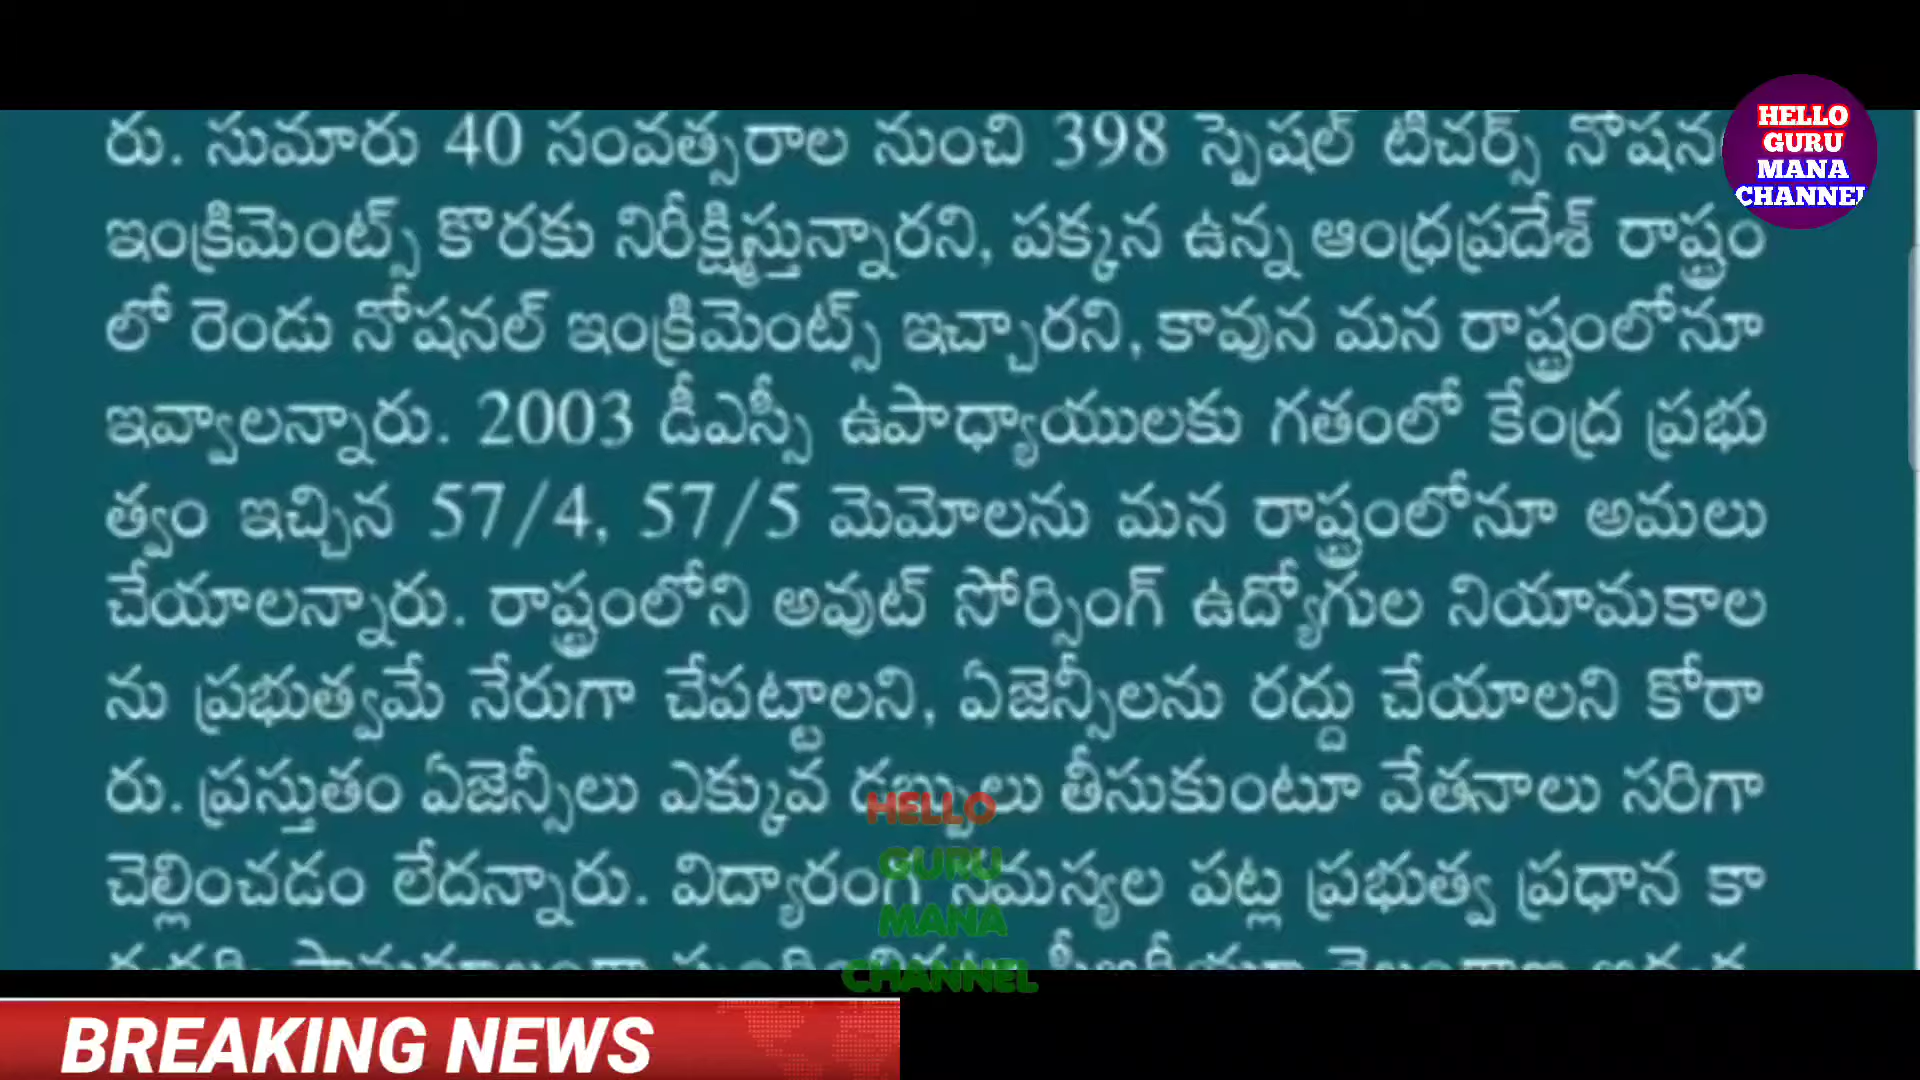 రు. సుమారు 40 సంవత్సరాల నుంచి 398 స్పెషల్ టీచర్స్ నోషన
ఇంక్రిమెంట్స్ కొరకు నిరీక్షిస్తున్నారని, పక్కన ఉన్న ఆంధ్రప్రదేశ్ రాష్ట్రం
లో రెండు నోషనల్ ఇంక్రిమెంట్స్ ఇచ్చారని, కావున మన రాష్ట్రంలోనూ
ఇవ్వాలన్నారు. 2003 డీఎస్సీ ఉపాధ్యాయులకు గతంలో కేంద్ర ప్రభు
త్వం ఇచ్చిన 57/4, 57/5 మెమోలను మన రాష్ట్రంలోనూ అమలు
చేయాలన్నారు. రాష్ట్రంలోని అవుట్ సోర్సింగ్ ఉద్యోగుల నియామకాల
ను ప్రభుత్వమే నేరుగా చేపట్టాలని, ఏజెన్సీలను రద్దు చేయాలని కోరా
రు. ప్రస్తుతం ఏజెన్సీలు ఎక్కువ డబ్బులు తీసుకుంటూ వేతనాలు సరిగా
చెల్లించడం లేదన్నారు. విద్యారంగ సమస్యల పట్ల ప్రభుత్వ ప్రధాన కా
HELLO
GURU
MANA
CHANNEL
HELLO
GURU
MANA
CHANNEL
BREAKING NEWS